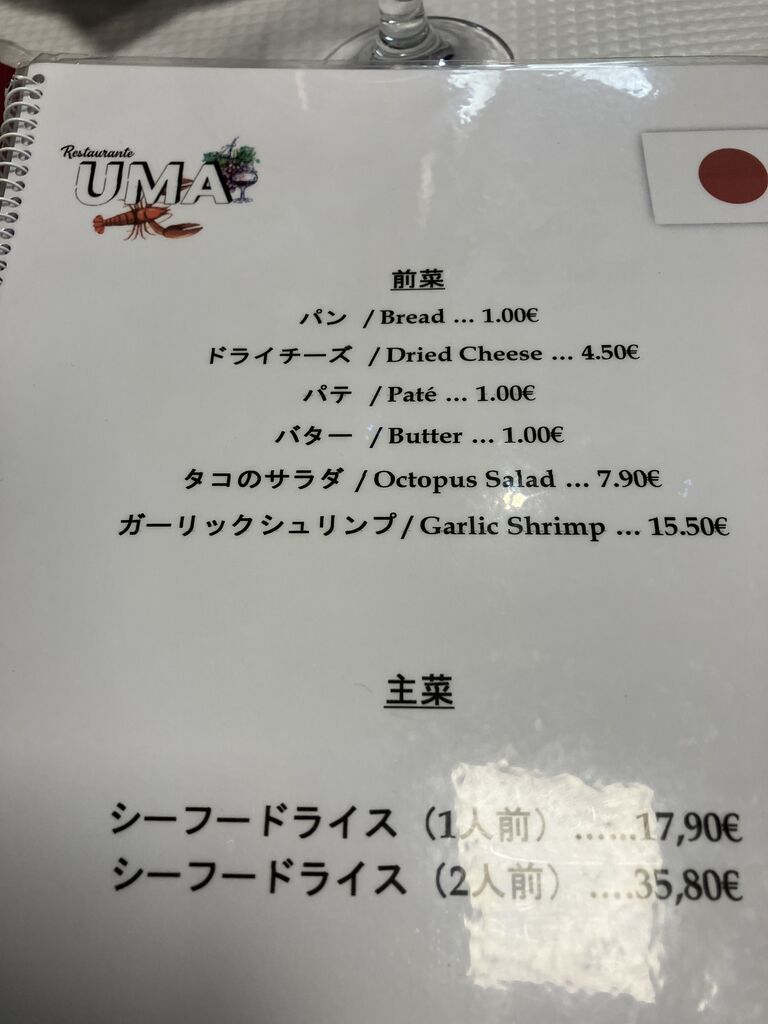 Restaurante
UMA
前菜
パン / Bread ... 1.00€
ドライチーズ / Dried Cheese ... 4.50€
パテ / Paté ... 1.00€
バター / Butter ... 1.00€
タコのサラダ / Octopus Salad ... 7.90€
ガーリックシュリンプ / Garlic Shrimp ... 15.50€
主菜
シーフードライス（1人前）……17,90€
シーフードライス（2人前）….35,80€